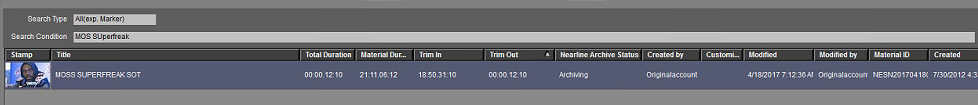 Search Type All(exp. Marker)
Search Condition MOS SUperfreak
Stamp Title Total Duration Material Dur... Trim In Trim Out Nearline Archive Status Created by Customi... Modified Modified by Material ID Created
MOSS SUPERFREAK SOT 00:00.12:10 21:11.06:12 18:50.31:10 00:00.12:10 Archiving Originalaccount 4/18/2017 7:12:36 AM Originalaccoun NESN201704180 7/30/2012 4:3